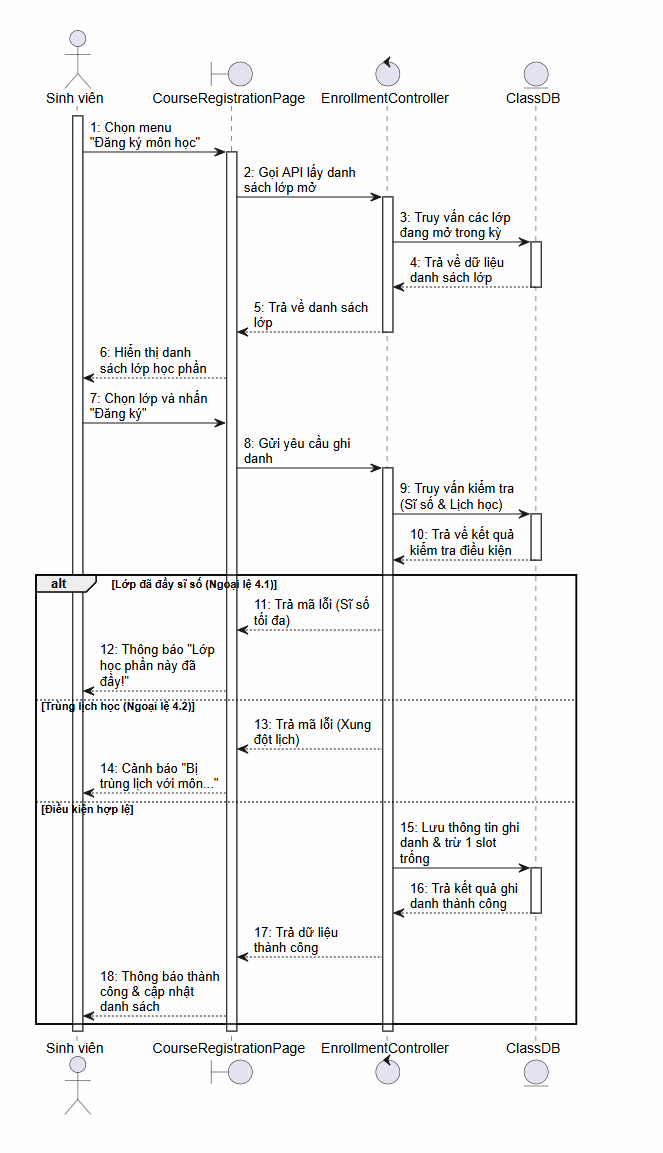 Sinh viên
CourseRegistrationPage
EnrollmentController
ClassDB
1: Chọn menu
"Đăng ký môn học"
2: Gọi API lấy danh
sách lớp mở
3: Truy vấn các lớp
đang mở trong kỳ
4: Trả về dữ liệu
danh sách lớp
5: Trả về danh sách
lớp
6: Hiển thị danh
sách lớp học phần
7: Chọn lớp và nhấn
"Đăng ký"
8: Gửi yêu cầu ghi
danh
9: Truy vấn kiểm tra
(Sĩ số & Lịch học)
10: Trả về kết quả
kiểm tra điều kiện
alt
[Lớp đã đầy sĩ số (Ngoại lệ 4.1)]
11: Trả mã lỗi (Sĩ số
tối đa)
12: Thông báo "Lớp
học phần này đã
đầy!"
[Trùng lịch học (Ngoại lệ 4.2)]
13: Trả mã lỗi (Xung
đột lịch)
14: Cảnh báo "Bị
trùng lịch với môn..."
[Điều kiện hợp lệ]
15: Lưu thông tin ghi
danh & trừ 1 slot
trống
16: Trả kết quả ghi
danh thành công
17: Trả dữ liệu
thành công
18: Thông báo thành
công & cập nhật
danh sách
Sinh viên
CourseRegistrationPage
EnrollmentController
ClassDB